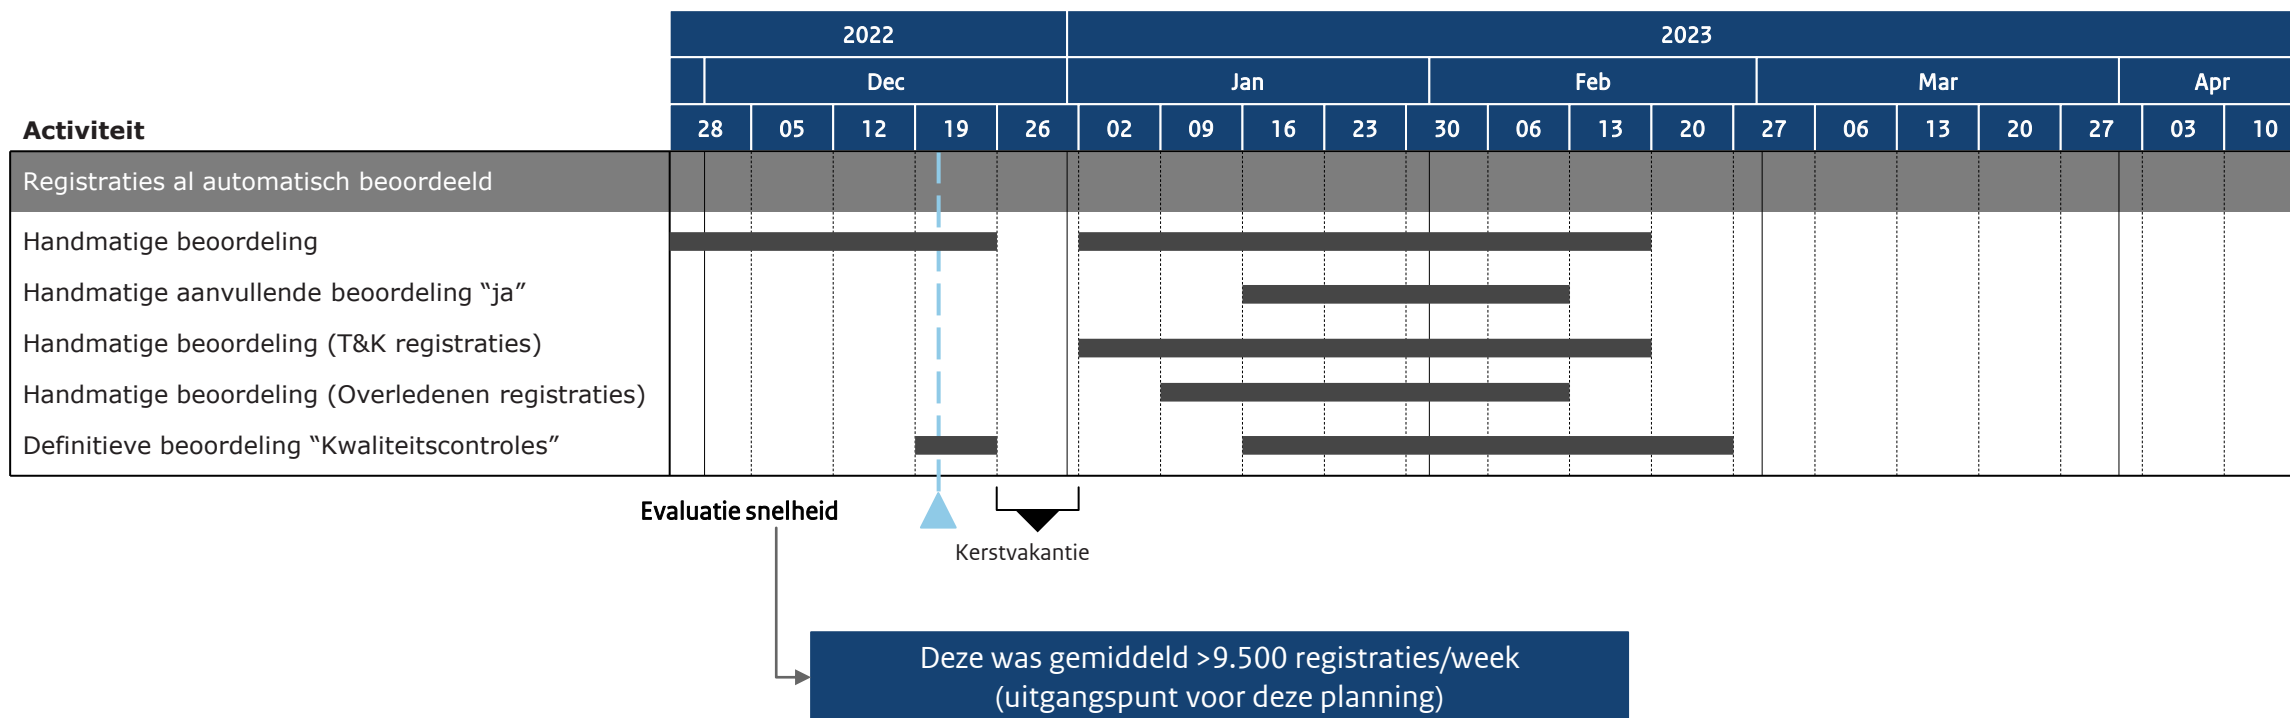 2022 2023
Dec Jan Feb Mar Apr
Activiteit 28 05 12 19 26 02 09 16 23 30 06 13 20 27 06 13 20 27 03 10
Registraties al automatisch beoordeeld
Handmatige beoordeling
Handmatige aanvullende beoordeling “ja”
Handmatige beoordeling (T&K registraties)
Handmatige beoordeling (Overledenen registraties)
Definitieve beoordeling “Kwaliteitscontroles”
Evaluatie snelheid
Kerstvakantie
Deze was gemiddeld >9.500 registraties/week
(uitgangspunt voor deze planning)